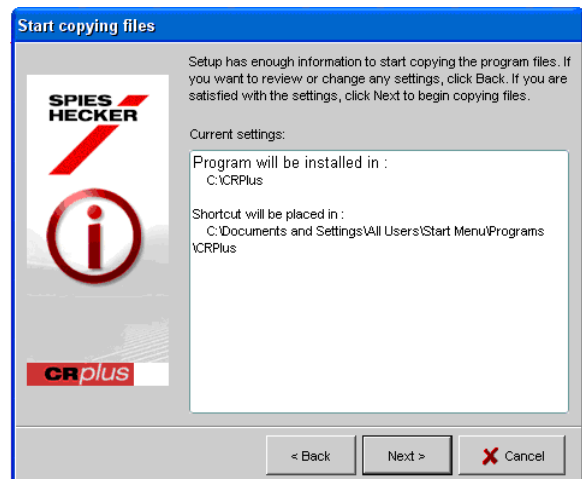 Start copying files
Setup has enough information to start copying the program files. If
you want to review or change any settings, click Back. If you are
satisfied with the settings, click Next to begin copying files.
SPIES
HECKER
Current settings:
Program will be installed in :
C:\CRPlus
Shortcut will be placed in :
C:\Documents and Settings\All Users\Start Menu\Programs
\CRPlus
CRplus
< Back
Next >
Cancel